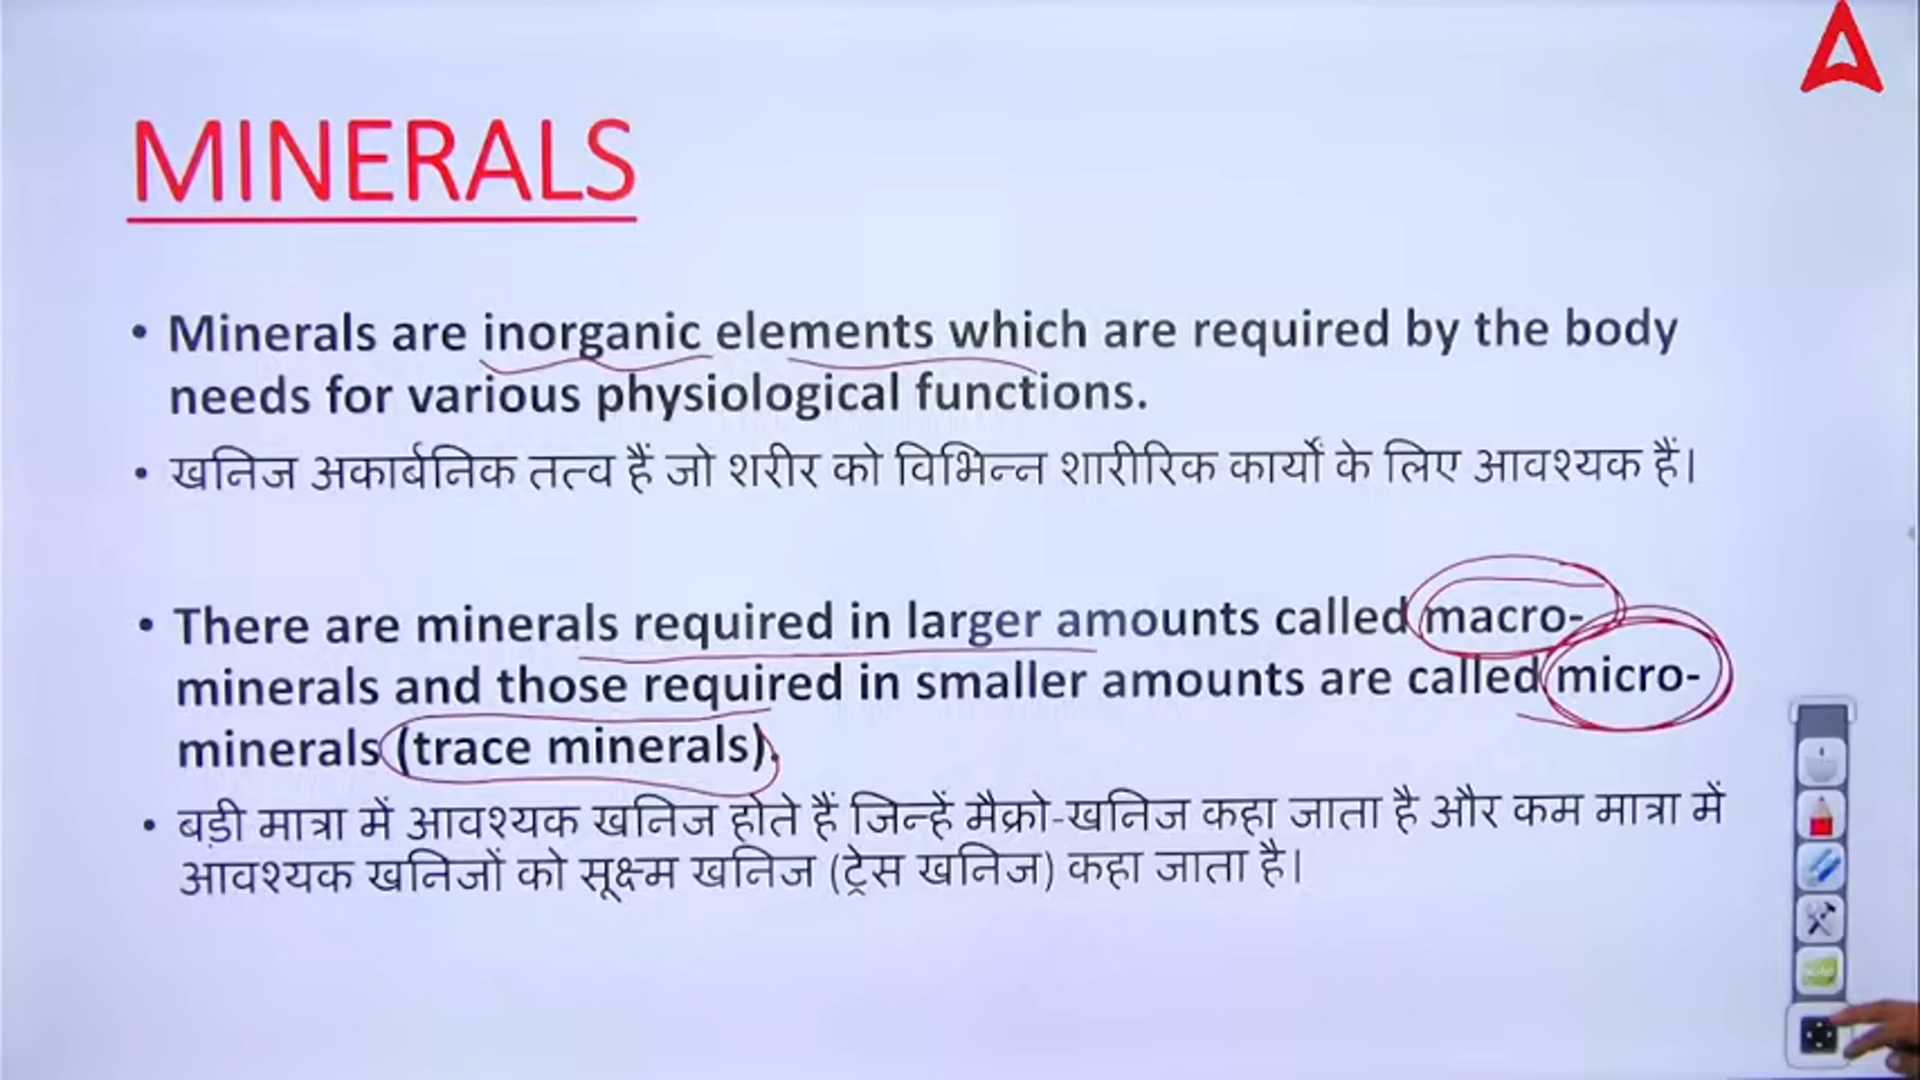 MINERALS
• Minerals are inorganic elements which are required by the body
needs for various physiological functions.
• खनिज अकार्बनिक तत्व हैं जो शरीर को विभिन्न शारीरिक कार्यों के लिए आवश्यक हैं।
• There are minerals required in larger amounts called macro-
minerals and those required in smaller amounts are called micro-
minerals (trace minerals).
• बड़ी मात्रा में आवश्यक खनिज होते हैं जिन्हें मैक्रो-खनिज कहा जाता है और कम मात्रा में
आवश्यक खनिजों को सूक्ष्म खनिज (ट्रेस खनिज) कहा जाता है।